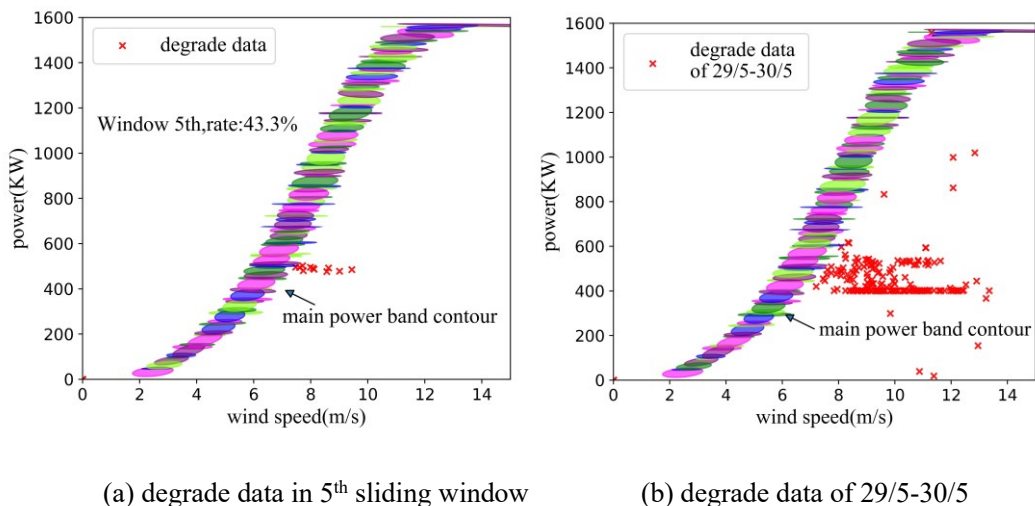 1600
1400
1200
1000
800
600
400
200
0
power(KW)
degrade data
Window 5th,rate:43.3%
main power band contour
0 2 4 6 8 10 12 14
wind speed(m/s)
1600
1400
1200
1000
800
600
400
200
0
power(KW)
degrade data
of 29/5-30/5
main power band contour
0 2 4 6 8 10 12 14
wind speed(m/s)
(a) degrade data in 5th sliding window
(b) degrade data of 29/5-30/5